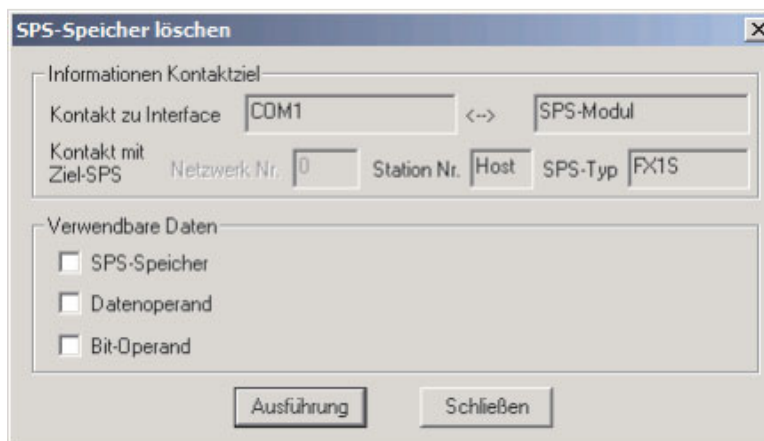 SPS-Speicher löschen
Informationen Kontaktziel
Kontakt zu Interface COM1 <--> SPS-Modul
Kontakt mit Ziel-SPS Netzwerk Nr. 0 Station Nr. Host SPS-Typ FX1S
Verwendbare Daten
SPS-Speicher
Datenoperand
Bit-Operand
Ausführung Schließen